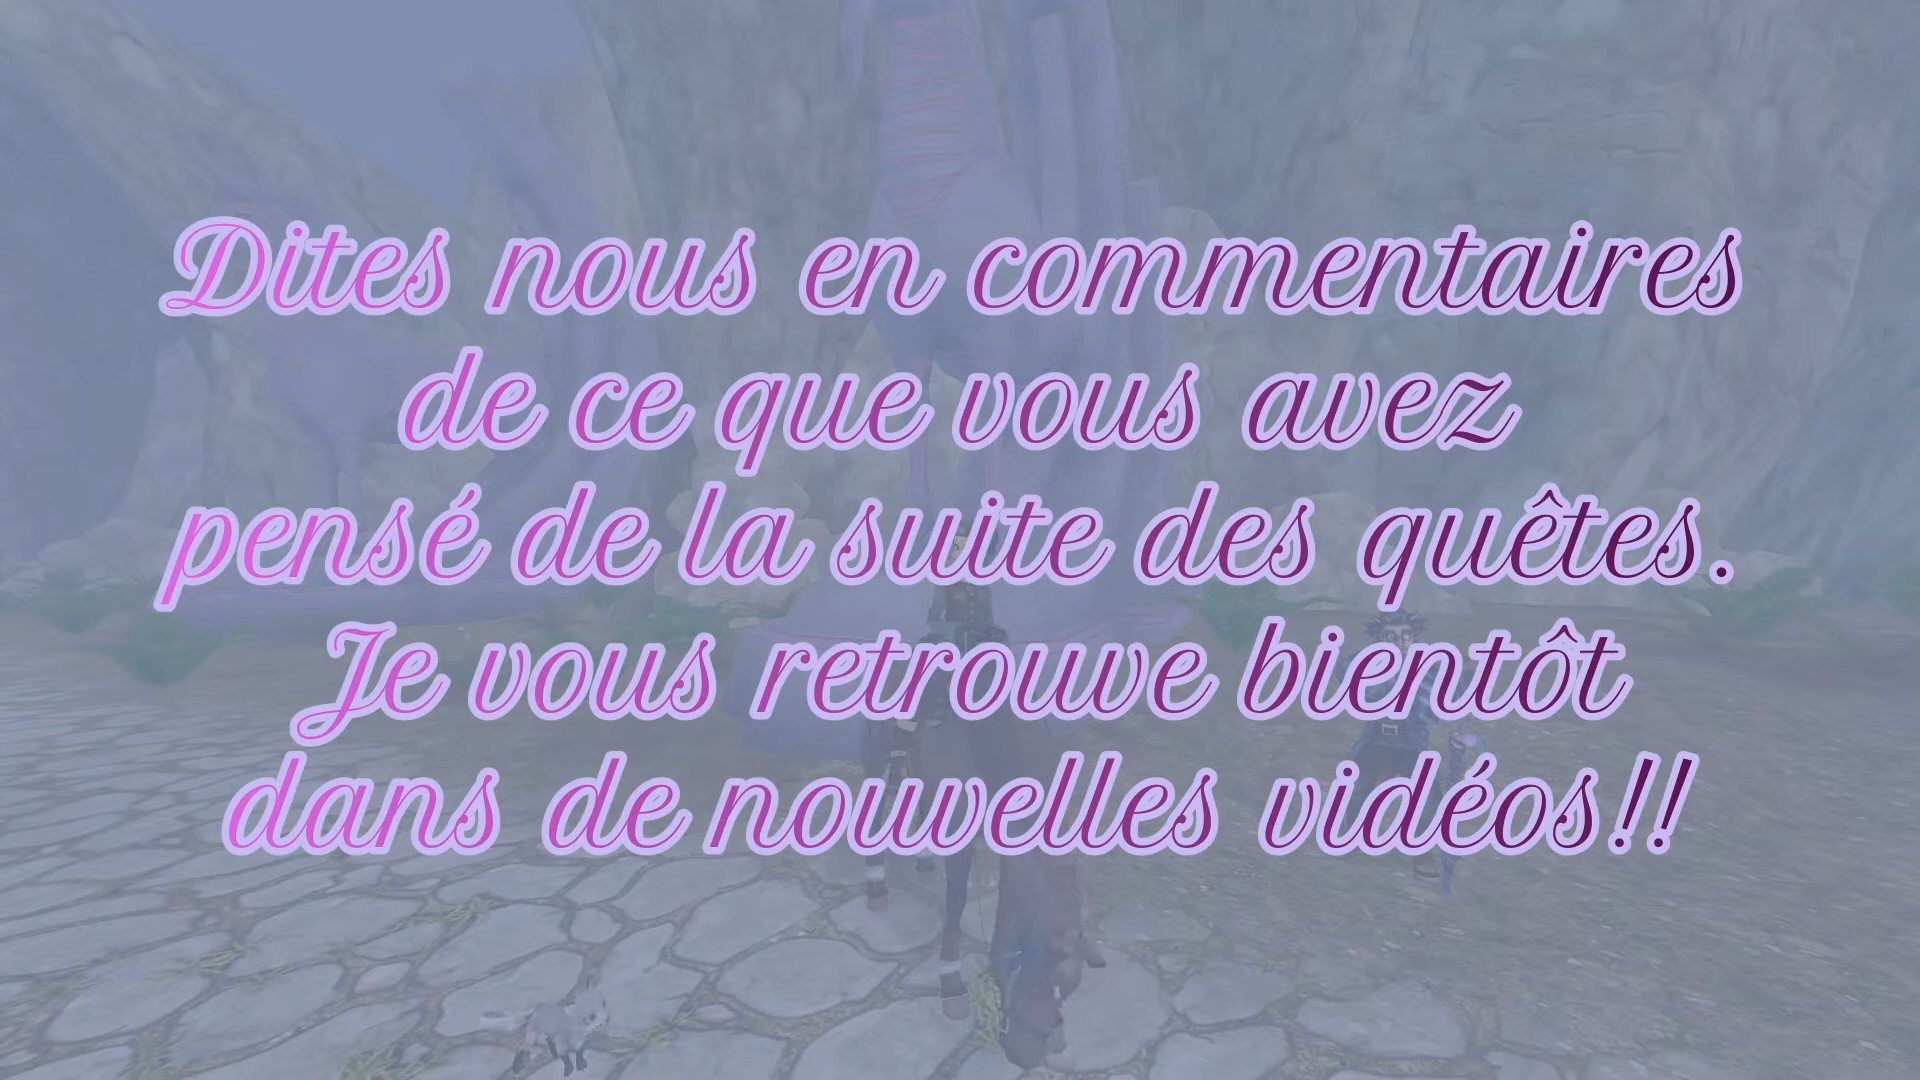 Dites nous en commentaires
de ce que vous avez
pensé de la suite des quêtes.
Je vous retrouve bientôt
dans de nouvelles vidéos!!